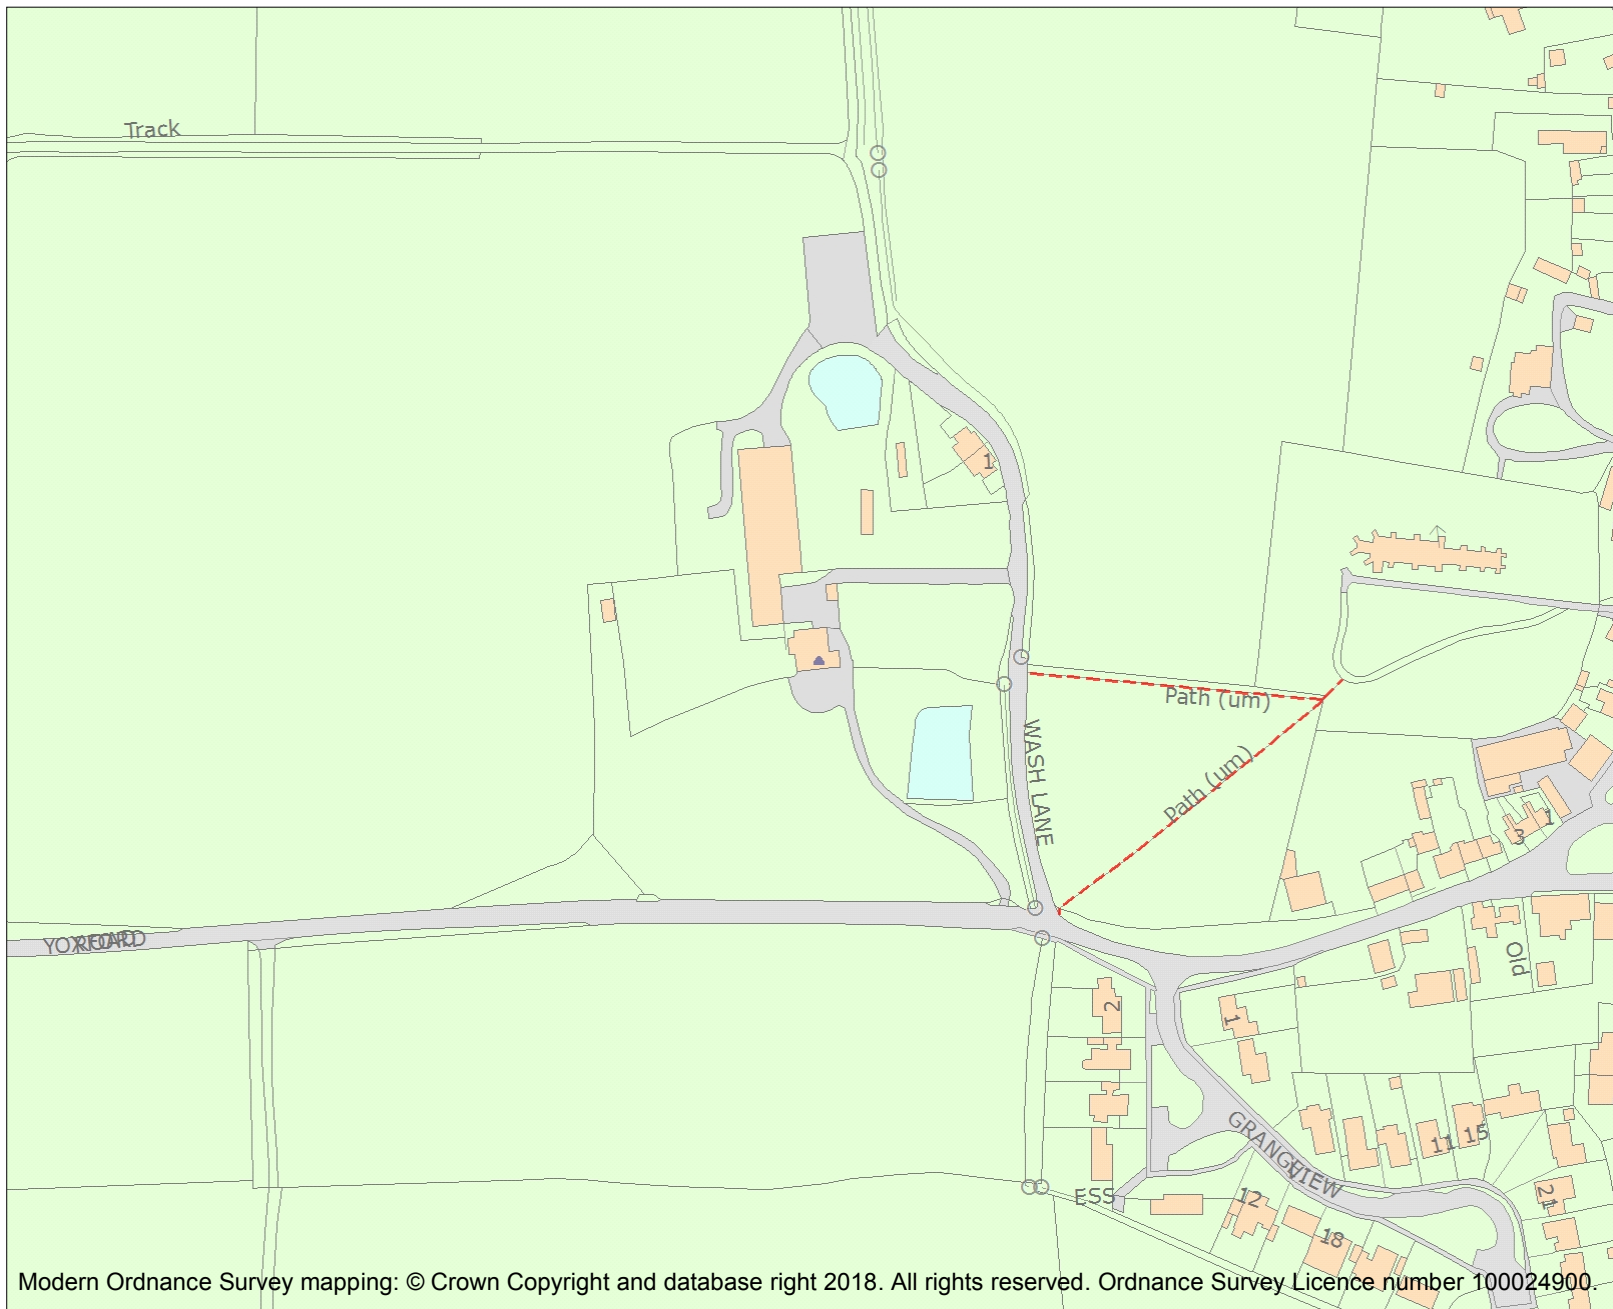 Track
1
Path (um)
WASH LANE
Path (um)
1
3
YOXFORD
ROAD
Old
2
1
GRANGE
VIEW
11
15
ESS
12
21
18
Modern Ordnance Survey mapping: © Crown Copyright and database right 2018. All rights reserved. Ordnance Survey Licence number 100024900.